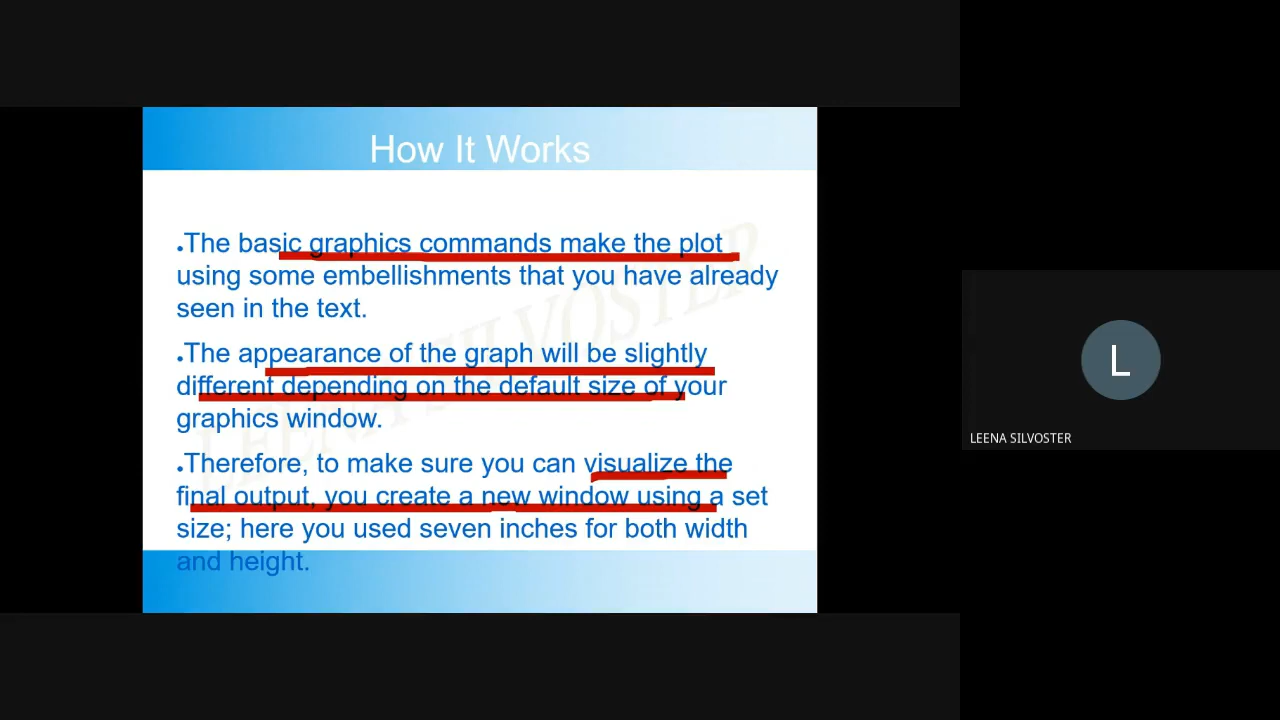 How It Works
•The basic graphics commands make the plot
using some embellishments that you have already
seen in the text.
•The appearance of the graph will be slightly
different depending on the default size of your
graphics window.
•Therefore, to make sure you can visualize the
final output, you create a new window using a set
size; here you used seven inches for both width
and height.
LEENA SILVOSTER
L
LEENA SILVOSTER